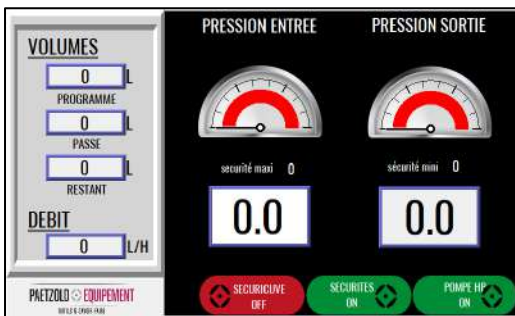 VOLUMES
0 L
PROGRAMME
0 L
PASSE
0 L
RESTANT
DEBIT
0 L/H
PAETZOLD EQUIPEMENT
PRESSION ENTREE
securité maxi 0
0.0
PRESSION SORTIE
sécurité mini 0
0.0
SECURICUVE
OFF
SECURITES
ON
POMPE HP
ON